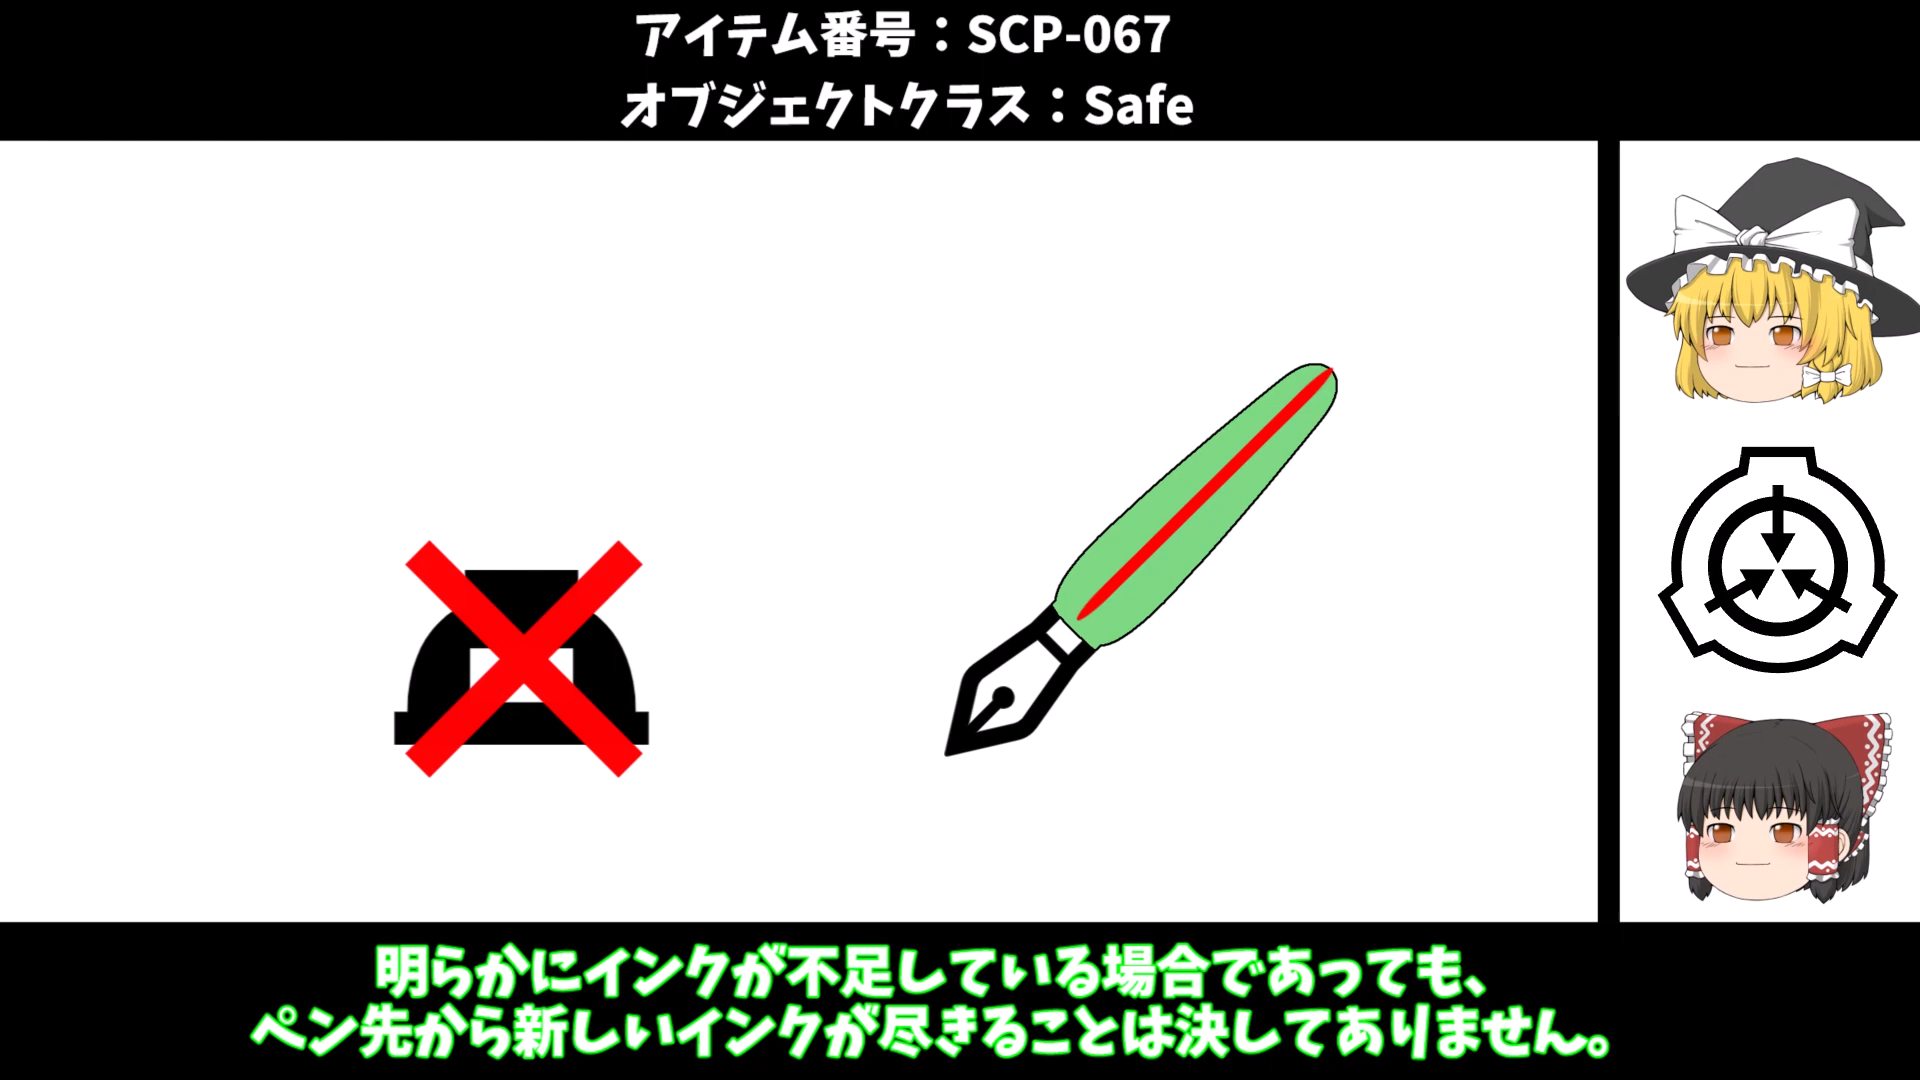 アイテム番号：SCP-067
オブジェクトクラス：Safe
明らかにインクが不足している場合であっても、
ペン先から新しいインクが尽きることは決してありません。